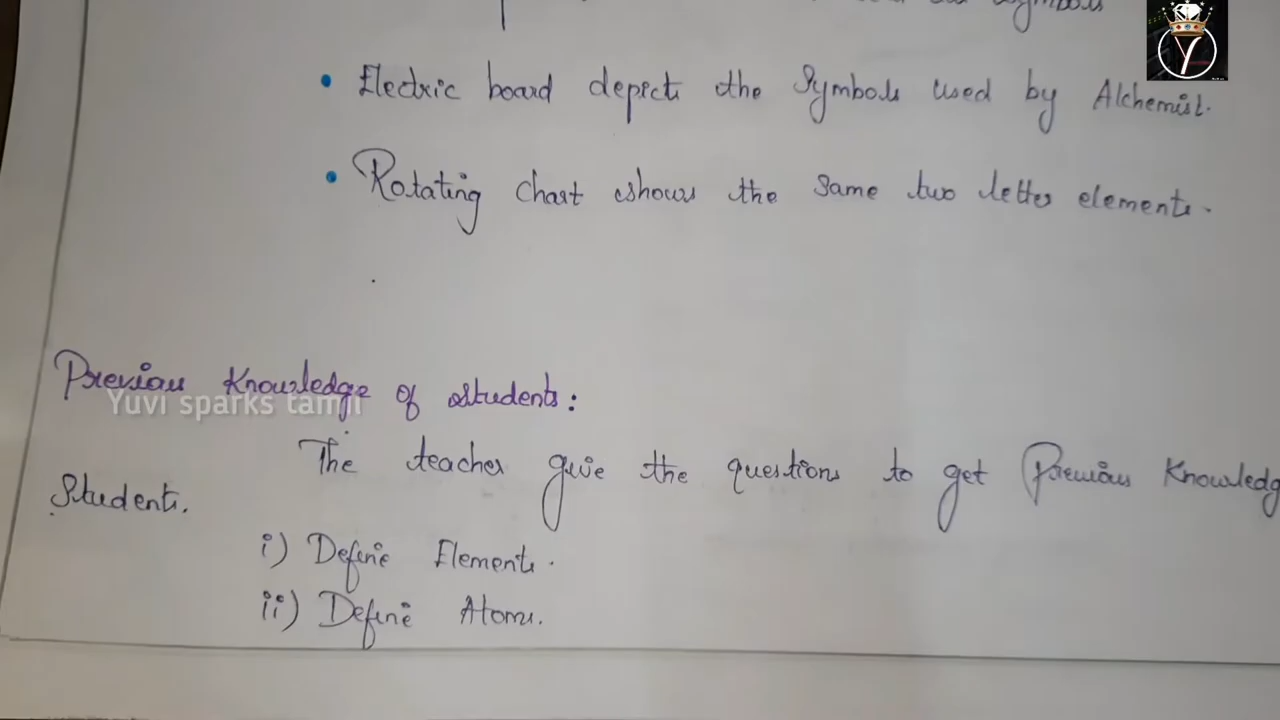 Symbols
Electric board depicts the Symbols used by Alchemist.
Rotating chart shows the same two letter elements.
Previous Knowledge of students:
Yuvi sparks tamil
The teacher give the questions to get Previous Knowledg
Students.
i) Define Elements.
ii) Define Atoms.